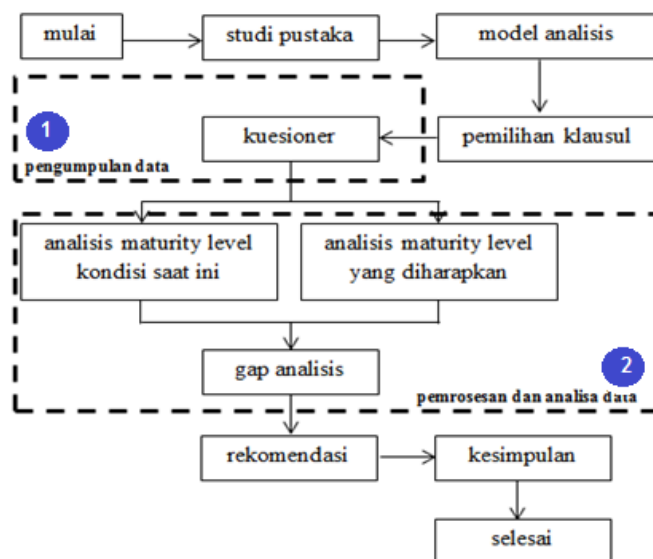 mulai
studi pustaka
model analisis
1
kuesioner
pemilihan klausul
pengumpulan data
analisis maturity level
kondisi saat ini
analisis maturity level
yang diharapkan
gap analisis
2
pemrosesan dan analisa data
rekomendasi
kesimpulan
selesai